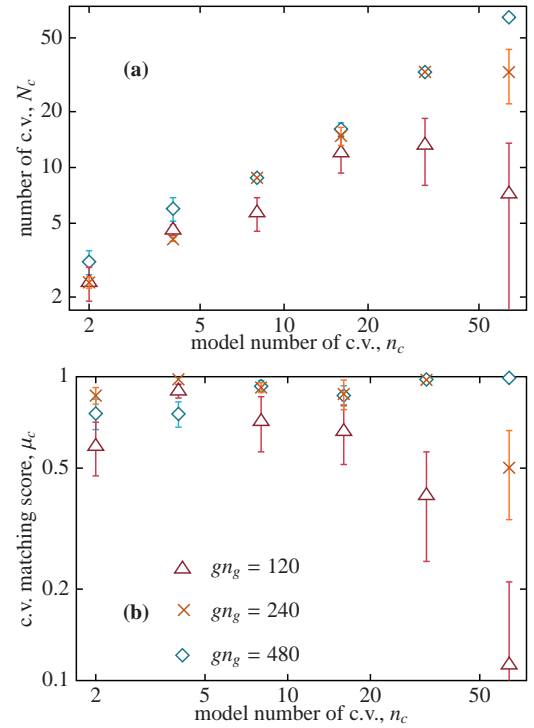 50
20
10
5
2
number of c.v., N_c
(a)
2 5 10 20 50
model number of c.v., n_c
1
0.5
0.2
0.1
c.v. matching score, μ_c
gn_g = 120
gn_g = 240
(b)
gn_g = 480
2 5 10 20 50
model number of c.v., n_c